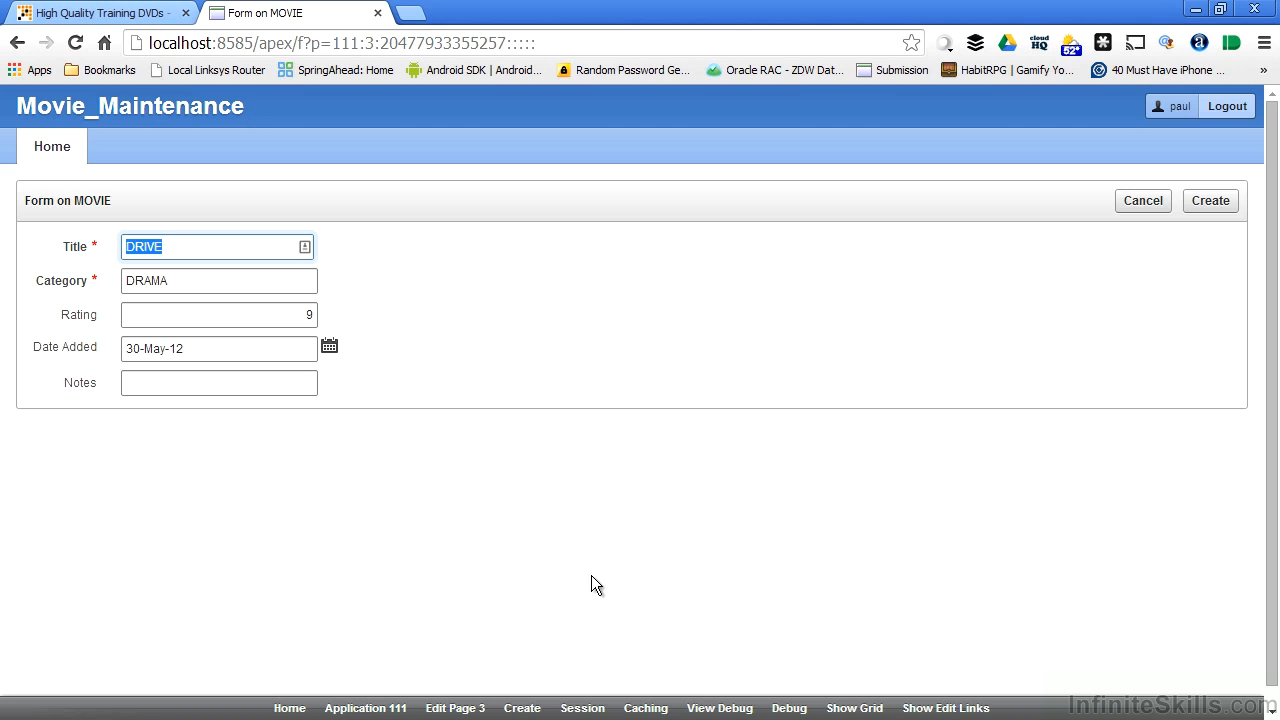 High Quality Training DVDs -
Form on MOVIE
localhost:8585/apex/f?p=111:3:20477933355257:::::
cloud HQ
52°
Apps
Bookmarks
Local Linksys Router
SpringAhead: Home
Android SDK | Android...
Random Password Ge...
Oracle RAC - ZDW Dat...
Submission
HabitRPG | Gamify Yo...
40 Must Have iPhone ...
»
Movie_Maintenance
paul
Logout
Home
Form on MOVIE
Cancel
Create
Title * DRIVE
Category * DRAMA
Rating 9
Date Added 30-May-12
Notes
Home Application 111 Edit Page 3 Create Session Caching View Debug Debug Show Grid Show Edit Links
InfiniteSkills.com